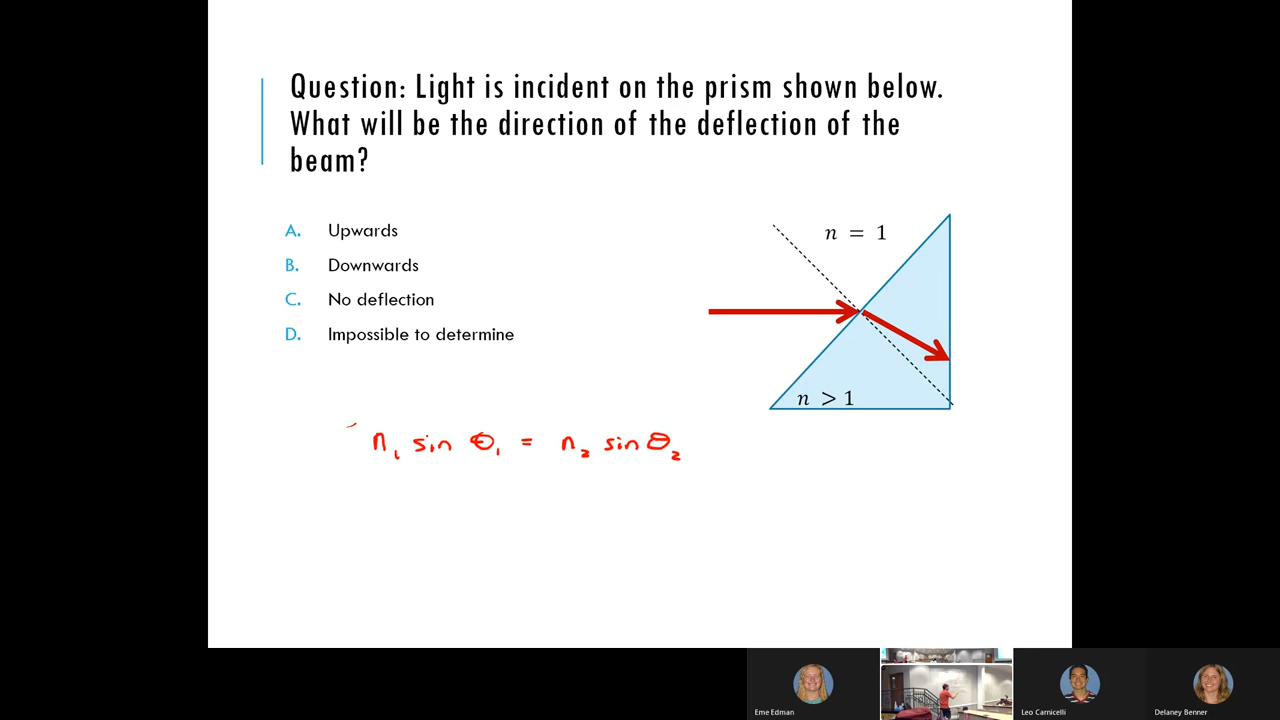 Question: Light is incident on the prism shown below.
What will be the direction of the deflection of the
beam?
A. Upwards
B. Downwards
C. No deflection
D. Impossible to determine
n = 1
n > 1
n₁ sin θ₁ = n₂ sin θ₂
Eme Edman
Leo Carnicelli
Delaney Benner